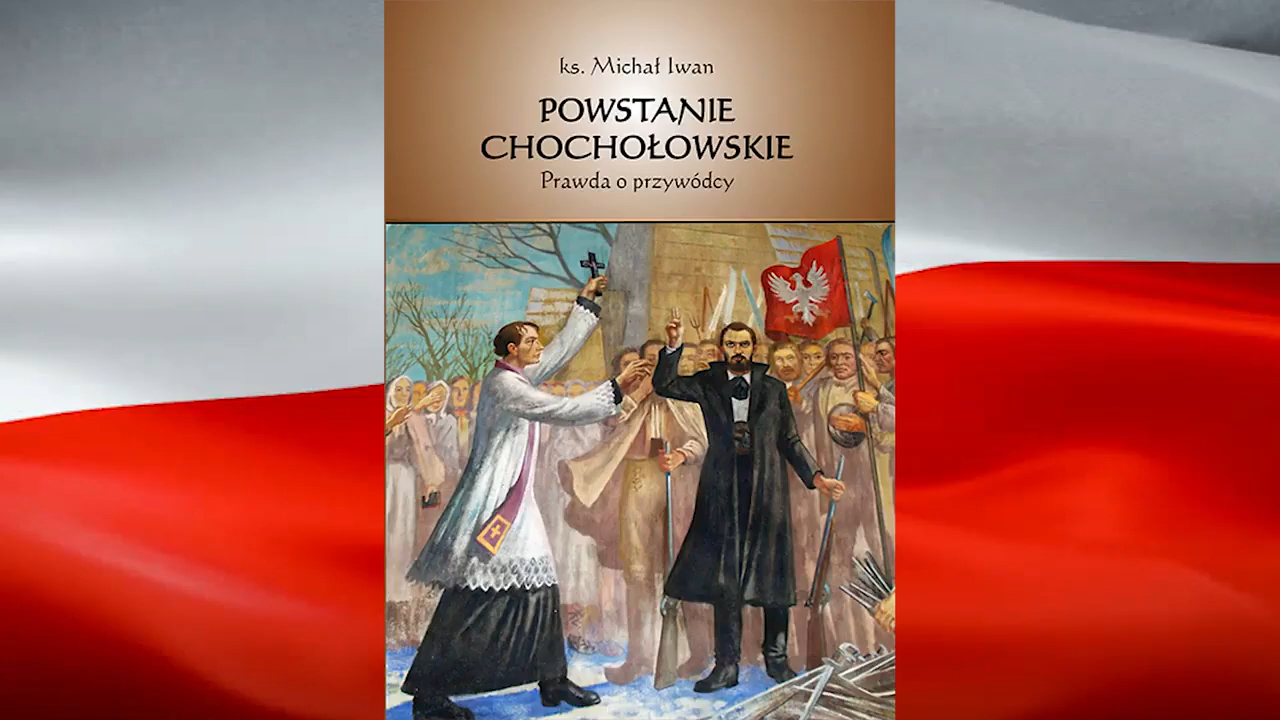 ks. Michał Iwan
POWSTANIE
CHOCHOŁOWSKIE
Prawda o przywódcy